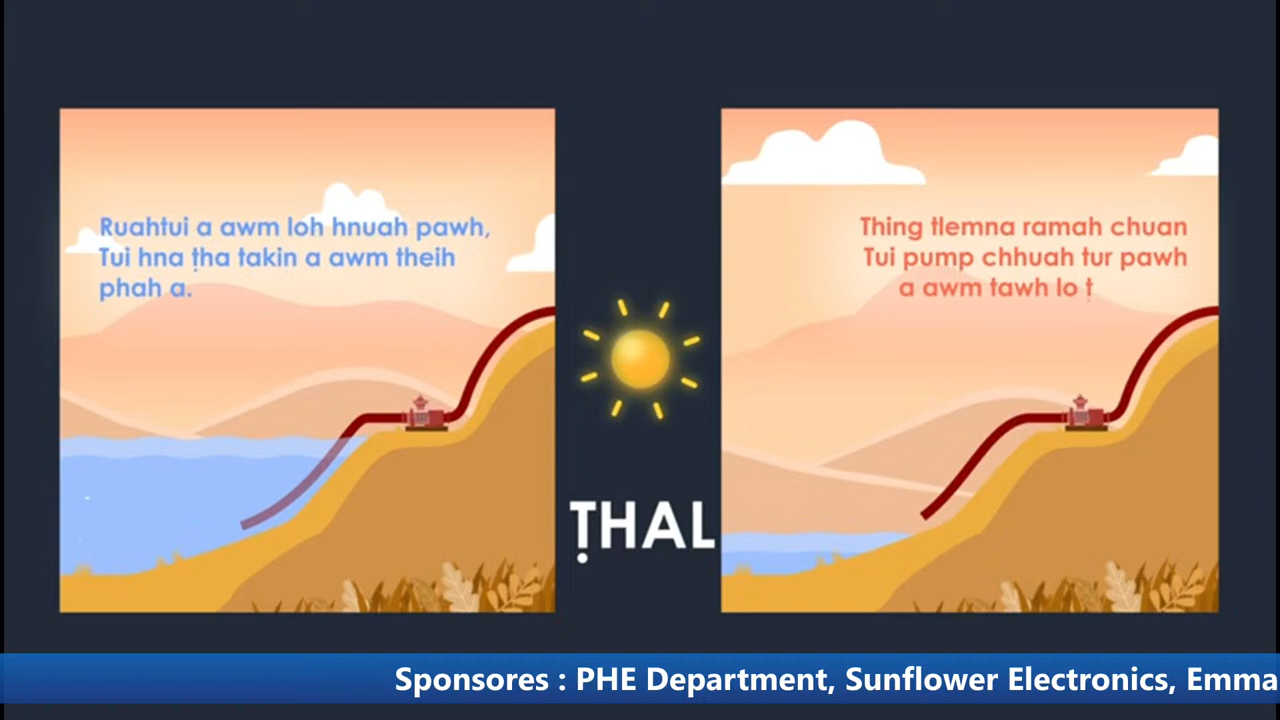 Ruahtui a awm loh hnuah pawh,
Tui hna ṭha takin a awm theih
phah a.
Thing tlemna ramah chuan
Tui pump chhuah tur pawh
a awm tawh lo ṭ
ṬHAL
Sponsores : PHE Department, Sunflower Electronics, Emma